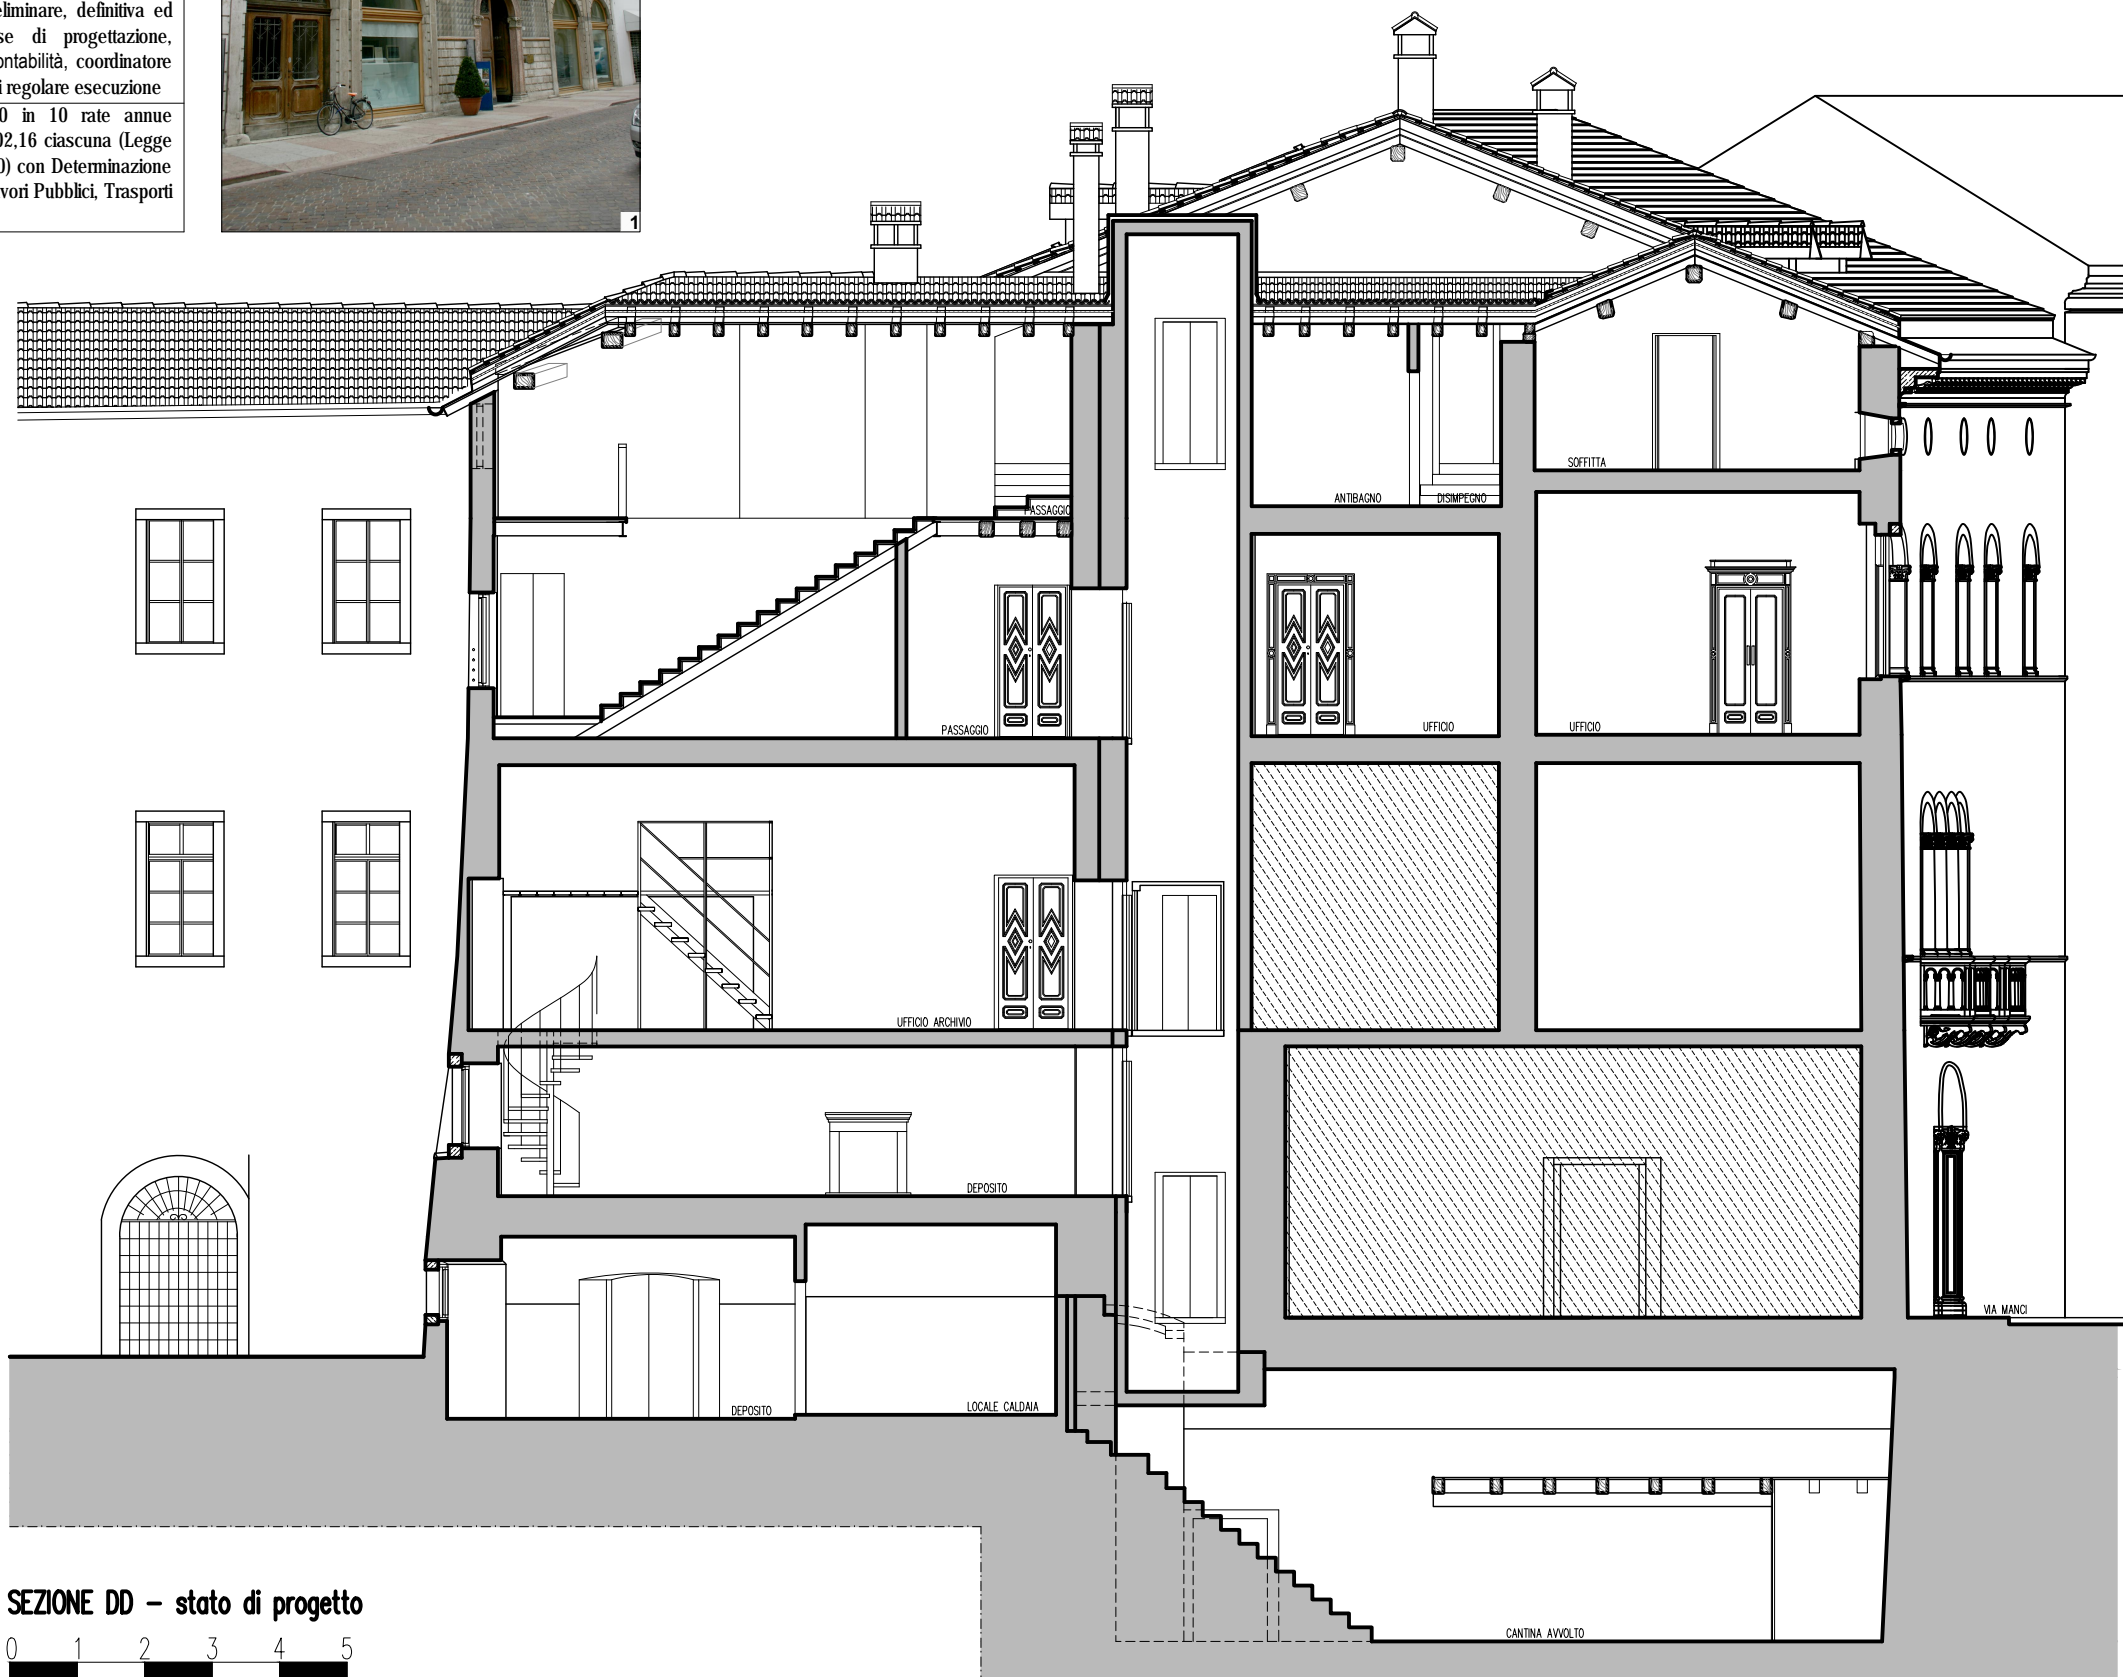 eliminare, definitiva ed
se di progettazione,
ontabilità, coordinatore
i regolare esecuzione
0 in 10 rate annue
02,16 ciascuna (Legge
0) con Determinazione
vori Pubblici, Trasporti
1
SOFFITTA
ANTIBAGNO DISIMPEGNO
PASSAGGIO
PASSAGGIO UFFICIO UFFICIO
UFFICIO ARCHIVIO
DEPOSITO
VIA MANCI
DEPOSITO LOCALE CALDAIA
CANTINA AVVOLTO
SEZIONE DD – stato di progetto
0 1 2 3 4 5